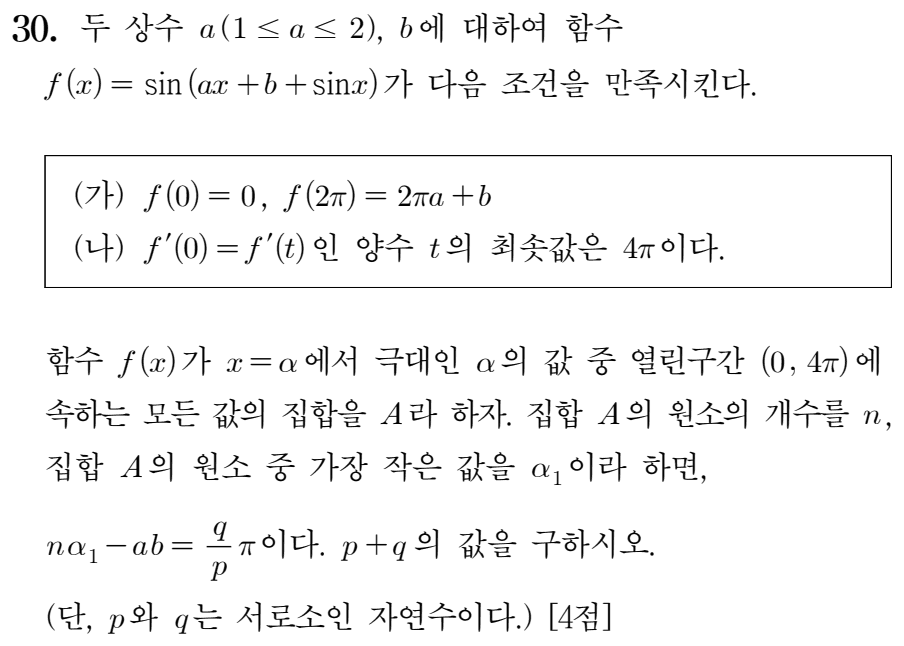 30. 두 상수 a(1 ≤ a ≤ 2), b에 대하여 함수
f(x) = sin(ax + b + sinx)가 다음 조건을 만족시킨다.
(가) f(0) = 0, f(2π) = 2πa + b
(나) f′(0) = f′(t)인 양수 t의 최솟값은 4π이다.
함수 f(x)가 x = α에서 극대인 α의 값 중 열린구간 (0, 4π)에
속하는 모든 값의 집합을 A라 하자. 집합 A의 원소의 개수를 n,
집합 A의 원소 중 가장 작은 값을 α₁이라 하면,
nα₁ − ab = q/p π이다. p + q의 값을 구하시오.
(단, p와 q는 서로소인 자연수이다.) [4점]